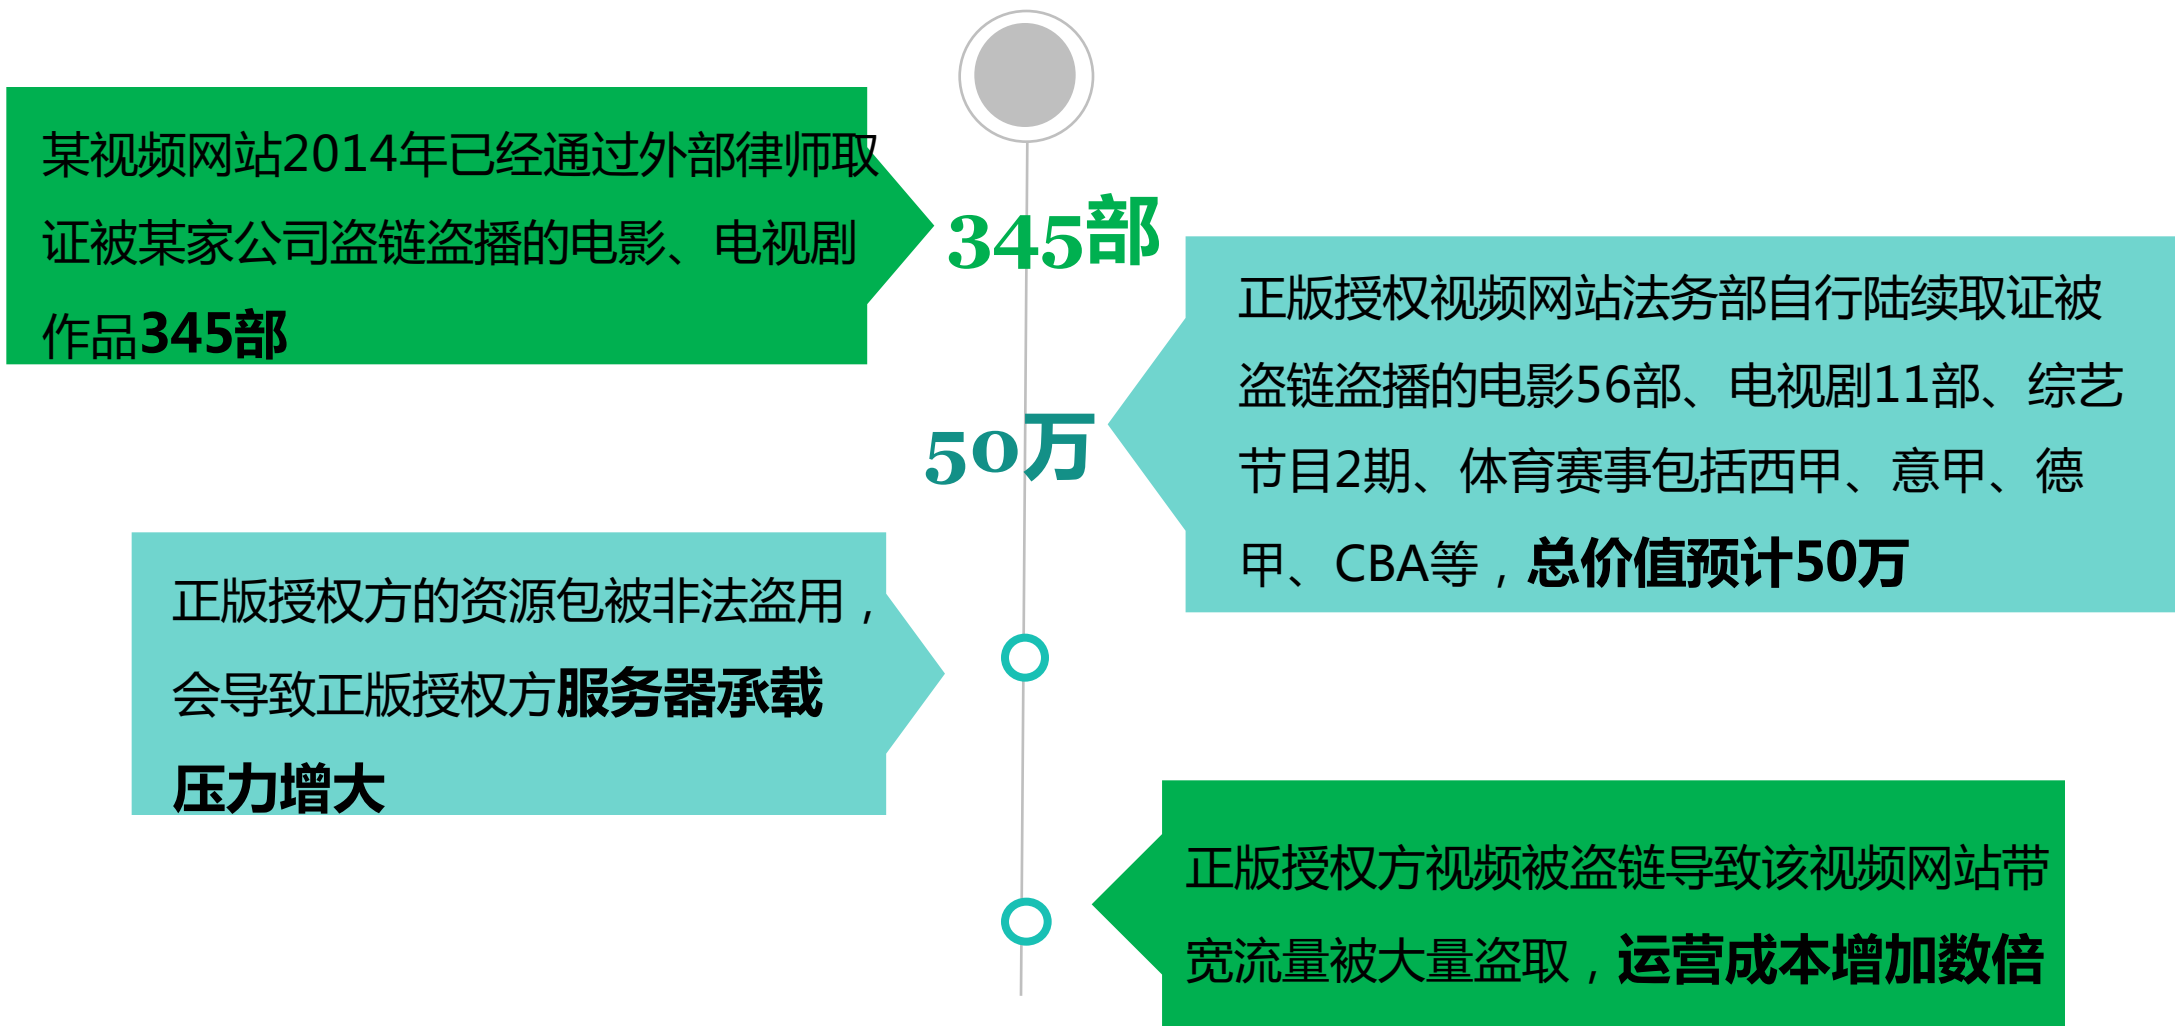 某视频网站2014年已经通过外部律师取
证被某家公司盗链盗播的电影、电视剧
作品345部
345部
正版授权视频网站法务部自行陆续取证被
盗链盗播的电影56部、电视剧11部、综艺
节目2期、体育赛事包括西甲、意甲、德
甲、CBA等，总价值预计50万
50万
正版授权方的资源包被非法盗用，
会导致正版授权方服务器承载
压力增大
正版授权方视频被盗链导致该视频网站带
宽流量被大量盗取，运营成本增加数倍